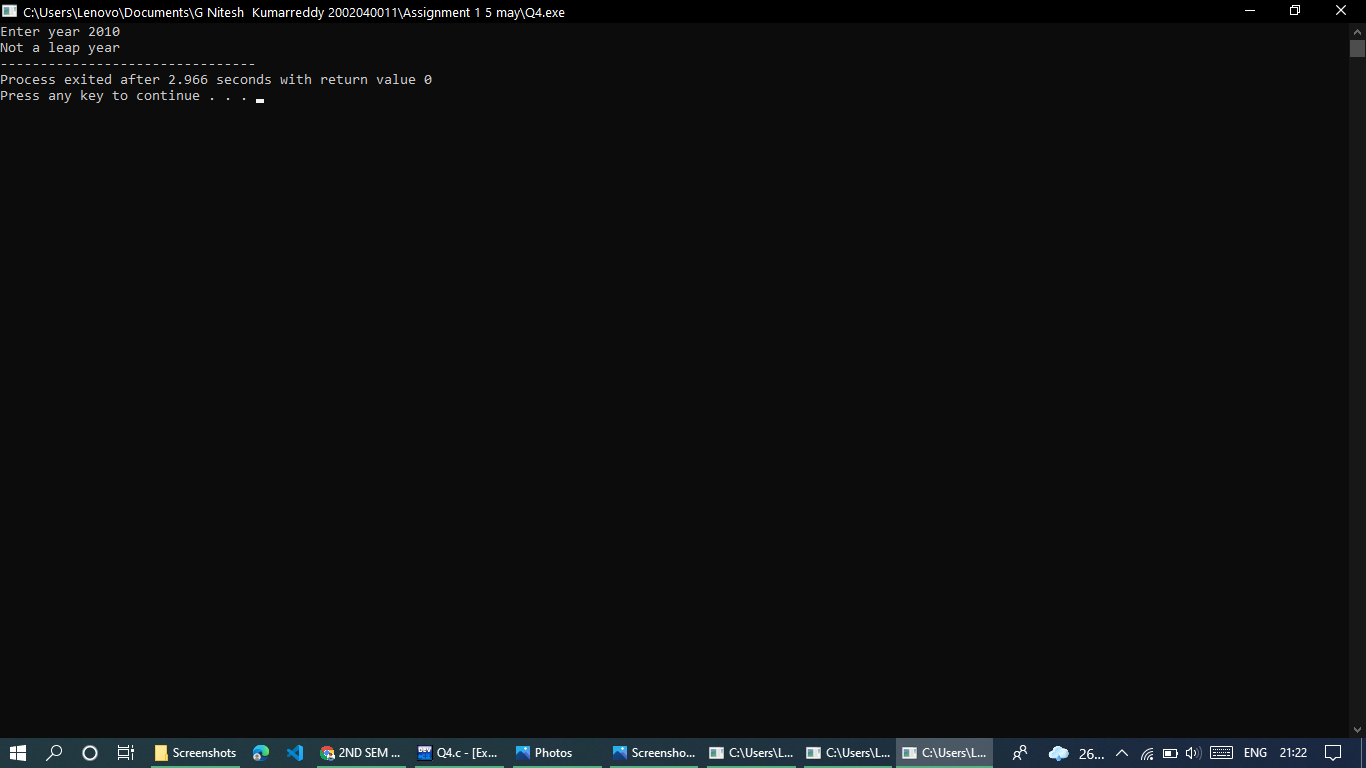 C:\Users\Lenovo\Documents\G Nitesh  Kumarreddy 2002040011\Assignment 1 5 may\Q4.exe
Enter year 2010
Not a leap year
--------------------------------
Process exited after 2.966 seconds with return value 0
Press any key to continue . . .
Screenshots
2ND SEM ...
DEV
Q4.c - [Ex...
Photos
Screensho...
C:\Users\L...
C:\Users\L...
C:\Users\L...
26...
ENG
21:22